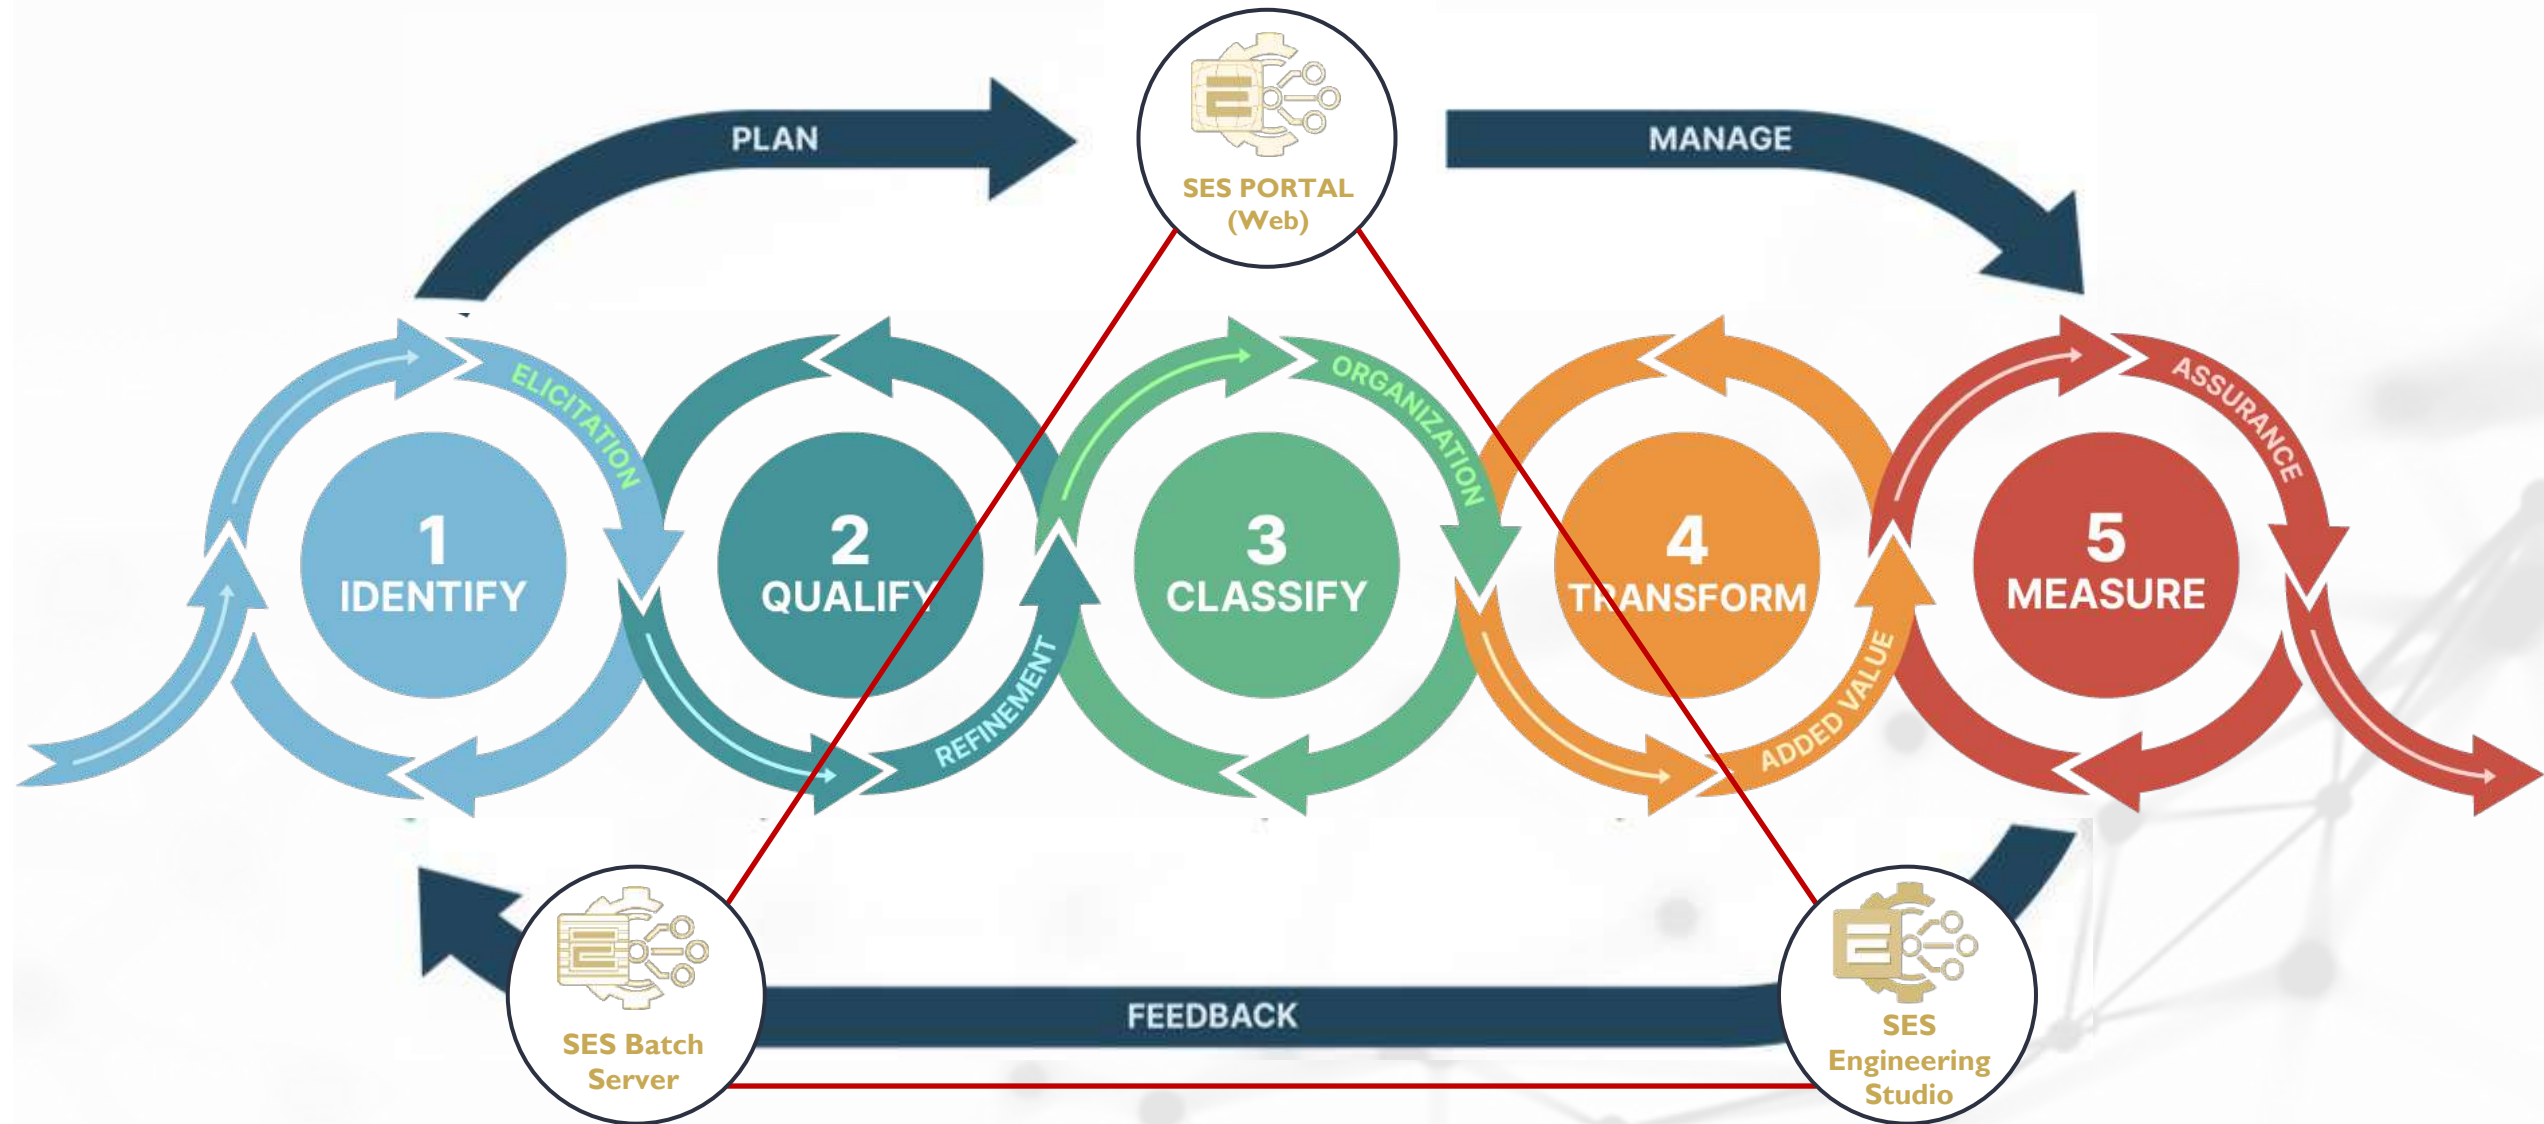 PLAN
SES PORTAL
(Web)
MANAGE
ELICITATION
ORGANIZATION
ASSURANCE
1
IDENTIFY
2
QUALIFY
3
CLASSIFY
4
TRANSFORM
5
MEASURE
REFINEMENT
ADDED VALUE
FEEDBACK
SES Batch
Server
SES
Engineering
Studio